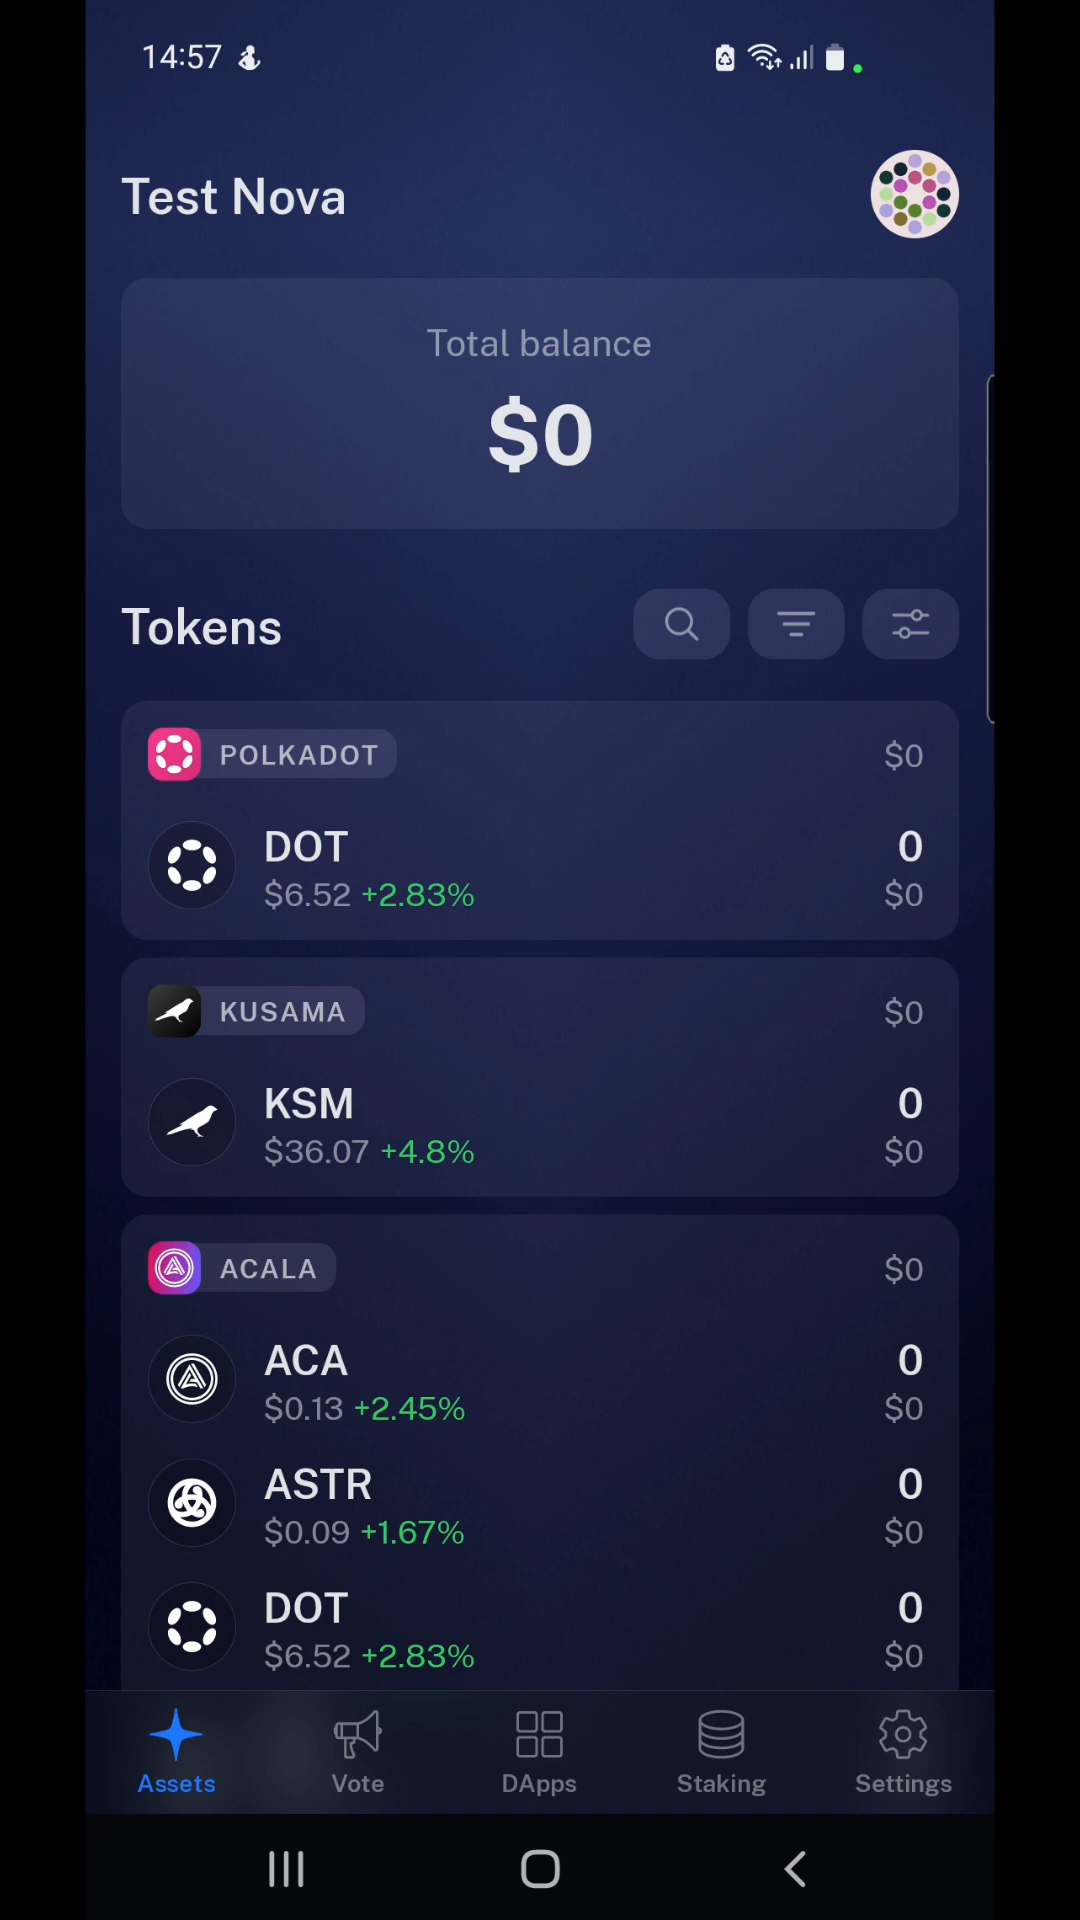 14:57
Test Nova
Total balance
$0
Tokens
POLKADOT $0
DOT 0
$6.52 +2.83% $0
KUSAMA $0
KSM 0
$36.07 +4.8% $0
ACALA $0
ACA 0
$0.13 +2.45% $0
ASTR 0
$0.09 +1.67% $0
DOT 0
$6.52 +2.83% $0
Assets Vote DApps Staking Settings